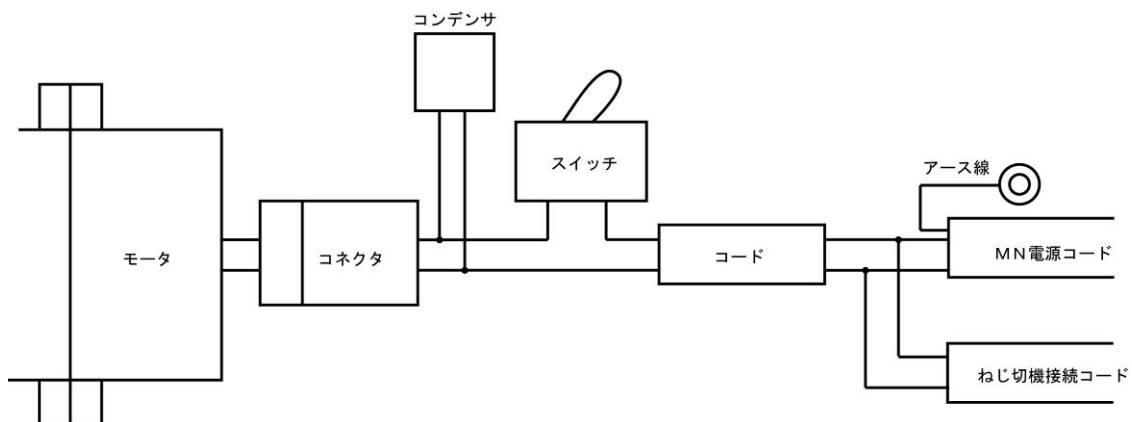 コンデンサ
スイッチ
アース線
モータ
コネクタ
コード
ＭＮ電源コード
ねじ切機接続コード